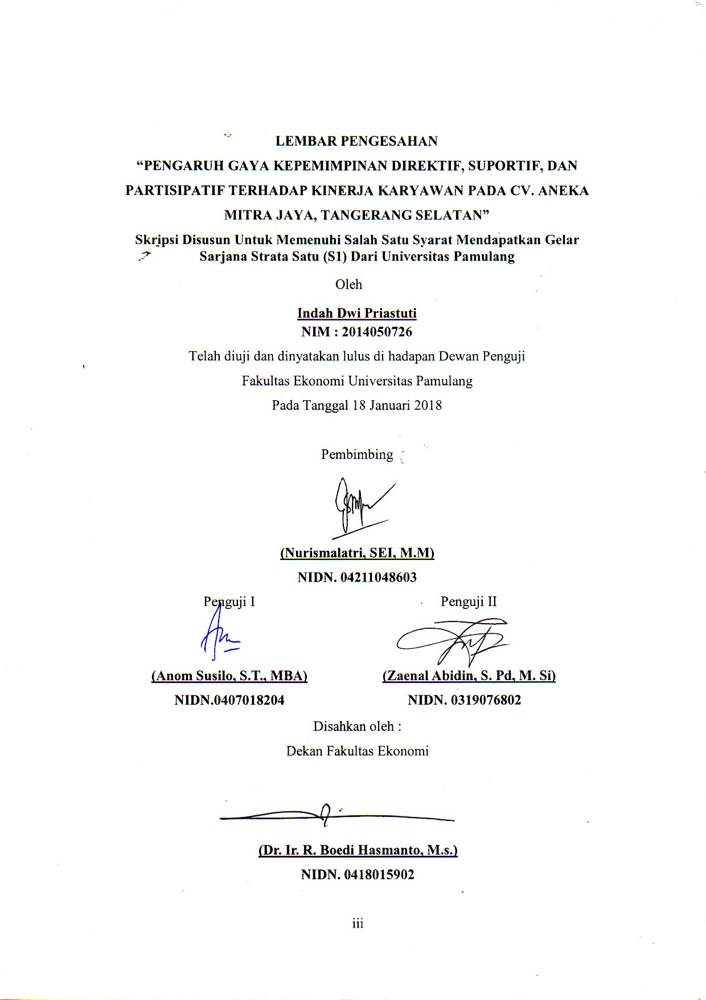 LEMBAR PENGESAHAN
“PENGARUH GAYA KEPEMIMPINAN DIREKTIF, SUPORTIF, DAN
PARTISIPATIF TERHADAP KINERJA KARYAWAN PADA CV. ANEKA
MITRA JAYA, TANGERANG SELATAN”
Skripsi Disusun Untuk Memenuhi Salah Satu Syarat Mendapatkan Gelar
Sarjana Strata Satu (S1) Dari Universitas Pamulang
Oleh
Indah Dwi Priastuti
NIM : 2014050726
Telah diuji dan dinyatakan lulus di hadapan Dewan Penguji
Fakultas Ekonomi Universitas Pamulang
Pada Tanggal 18 Januari 2018
Pembimbing
(Nurismalatri, SEI, M.M)
NIDN. 04211048603
Penguji I Penguji II
(Anom Susilo, S.T., MBA) (Zaenal Abidin, S. Pd, M. Si)
NIDN.0407018204 NIDN. 0319076802
Disahkan oleh :
Dekan Fakultas Ekonomi
(Dr. Ir. R. Boedi Hasmanto, M.s.)
NIDN. 0418015902
iii